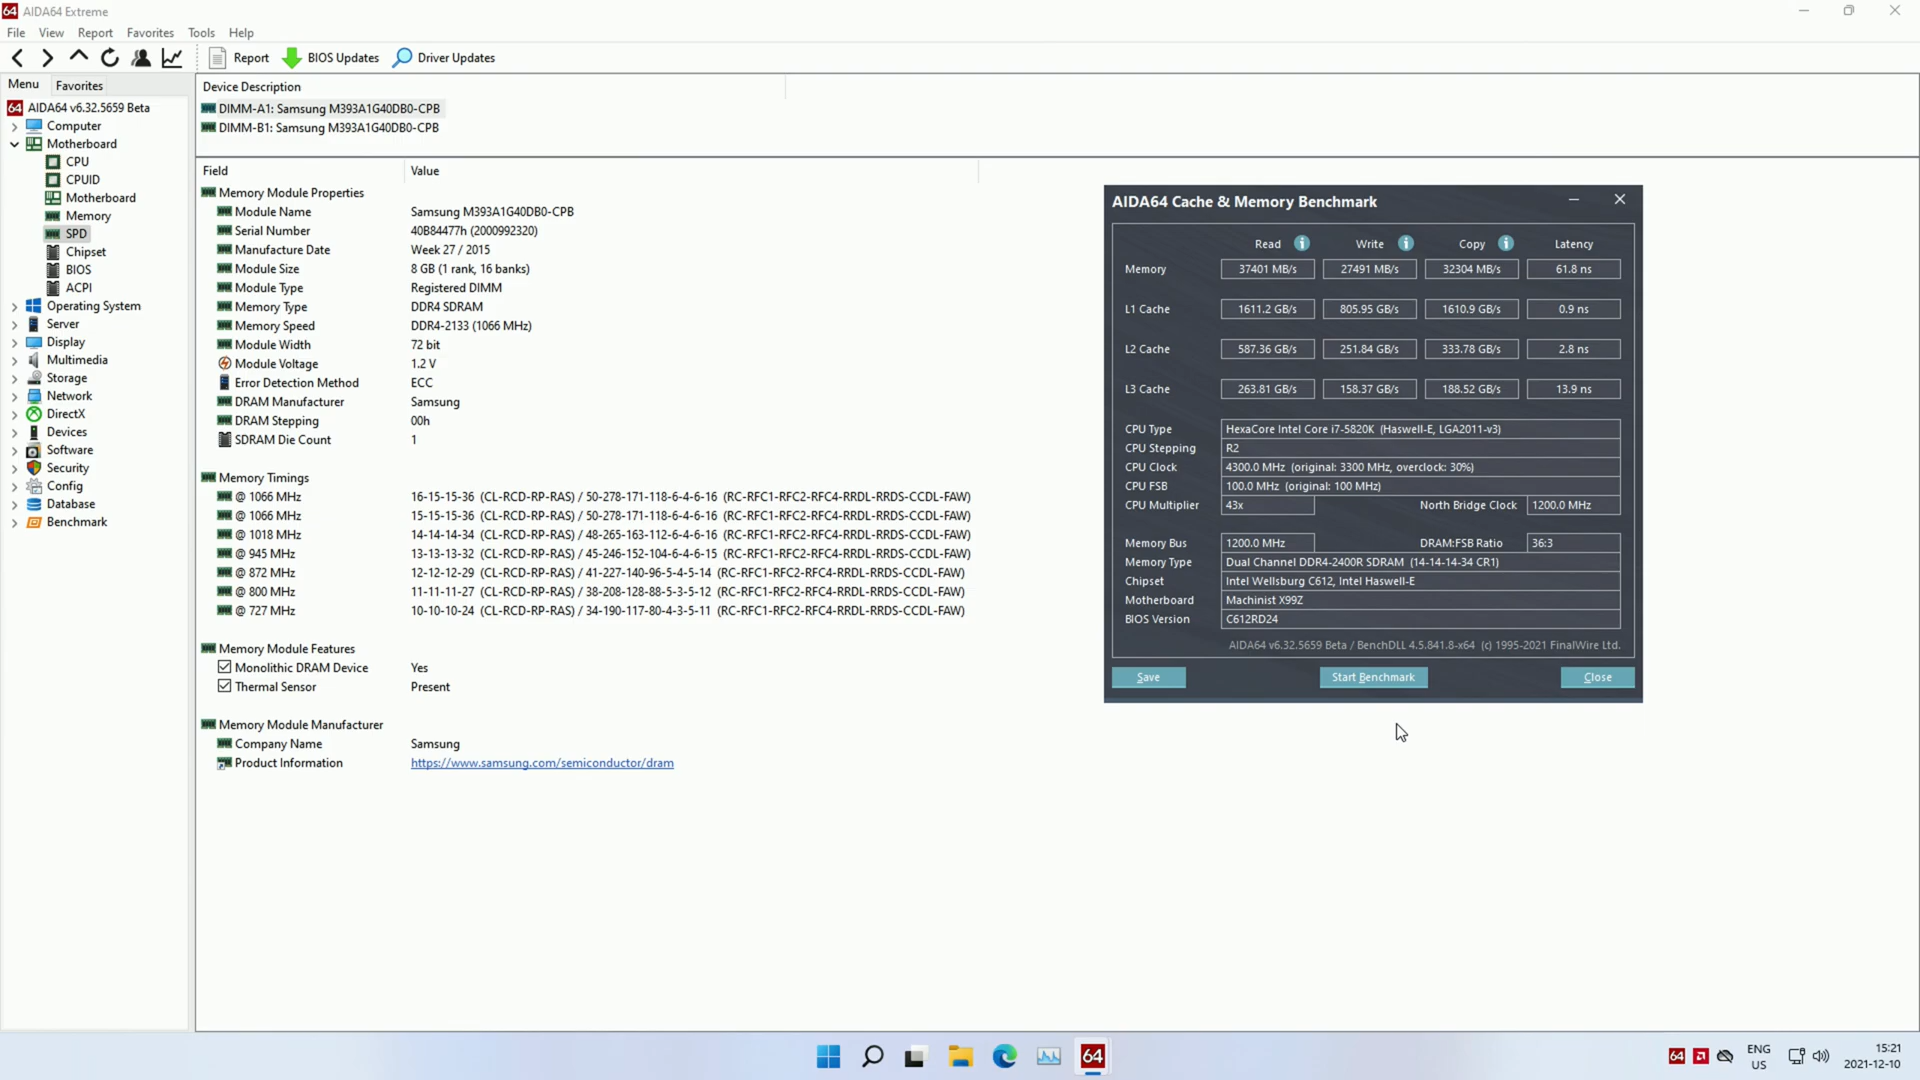 AIDA64 Extreme
File View Report Favorites Tools Help
Report BIOS Updates Driver Updates
Menu Favorites
AIDA64 v6.32.5659 Beta
Computer
Motherboard
CPU
CPUID
Motherboard
Memory
SPD
Chipset
BIOS
ACPI
Operating System
Server
Display
Multimedia
Storage
Network
DirectX
Devices
Software
Security
Config
Database
Benchmark
Device Description
DIMM-A1: Samsung M393A1G40DB0-CPB
DIMM-B1: Samsung M393A1G40DB0-CPB
Field Value
Memory Module Properties
Module Name Samsung M393A1G40DB0-CPB
Serial Number 40B84477h (2000992320)
Manufacture Date Week 27 / 2015
Module Size 8 GB (1 rank, 16 banks)
Module Type Registered DIMM
Memory Type DDR4 SDRAM
Memory Speed DDR4-2133 (1066 MHz)
Module Width 72 bit
Module Voltage 1.2 V
Error Detection Method ECC
DRAM Manufacturer Samsung
DRAM Stepping 00h
SDRAM Die Count 1
Memory Timings
@ 1066 MHz 16-15-15-36 (CL-RCD-RP-RAS) / 50-278-171-118-6-4-6-16 (RC-RFC1-RFC2-RFC4-RRDL-RRDS-CCDL-FAW)
@ 1066 MHz 15-15-15-36 (CL-RCD-RP-RAS) / 50-278-171-118-6-4-6-16 (RC-RFC1-RFC2-RFC4-RRDL-RRDS-CCDL-FAW)
@ 1018 MHz 14-14-14-34 (CL-RCD-RP-RAS) / 48-265-163-112-6-4-6-16 (RC-RFC1-RFC2-RFC4-RRDL-RRDS-CCDL-FAW)
@ 945 MHz 13-13-13-32 (CL-RCD-RP-RAS) / 45-246-152-104-6-4-6-15 (RC-RFC1-RFC2-RFC4-RRDL-RRDS-CCDL-FAW)
@ 872 MHz 12-12-12-29 (CL-RCD-RP-RAS) / 41-227-140-96-5-4-5-14 (RC-RFC1-RFC2-RFC4-RRDL-RRDS-CCDL-FAW)
@ 800 MHz 11-11-11-27 (CL-RCD-RP-RAS) / 38-208-128-88-5-3-5-12 (RC-RFC1-RFC2-RFC4-RRDL-RRDS-CCDL-FAW)
@ 727 MHz 10-10-10-24 (CL-RCD-RP-RAS) / 34-190-117-80-4-3-5-11 (RC-RFC1-RFC2-RFC4-RRDL-RRDS-CCDL-FAW)
Memory Module Features
Monolithic DRAM Device Yes
Thermal Sensor Present
Memory Module Manufacturer
Company Name Samsung
Product Information https://www.samsung.com/semiconductor/dram
AIDA64 Cache & Memory Benchmark
Read Write Copy Latency
Memory 37401 MB/s 27491 MB/s 32304 MB/s 61.8 ns
L1 Cache 1611.2 GB/s 805.95 GB/s 1610.9 GB/s 0.9 ns
L2 Cache 587.36 GB/s 251.84 GB/s 333.78 GB/s 2.8 ns
L3 Cache 263.81 GB/s 158.37 GB/s 188.52 GB/s 13.9 ns
CPU Type HexaCore Intel Core i7-5820K (Haswell-E, LGA2011-v3)
CPU Stepping R2
CPU Clock 4300.0 MHz (original: 3300 MHz, overclock: 30%)
CPU FSB 100.0 MHz (original: 100 MHz)
CPU Multiplier 43x North Bridge Clock 1200.0 MHz
Memory Bus 1200.0 MHz DRAM:FSB Ratio 36:3
Memory Type Dual Channel DDR4-2400R SDRAM (14-14-14-34 CR1)
Chipset Intel Wellsburg C612, Intel Haswell-E
Motherboard Machinist X99Z
BIOS Version C612RD24
AIDA64 v6.32.5659 Beta / BenchDLL 4.5.841.8-x64 (c) 1995-2021 FinalWire Ltd.
Save Start Benchmark Close
64 64
ENG
US
15:21
2021-12-10